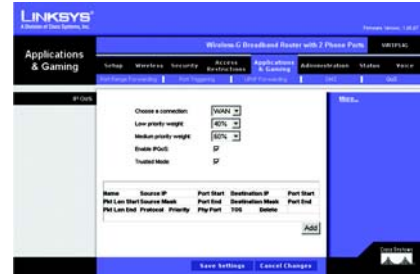 LINKSYS®
A Division of Cisco Systems, Inc.
Wireless-G Broadband Router with 2 Phone Ports
Applications & Gaming
Setup Wireless Security Access Restrictions Applications & Gaming Administration Status Voice
Port Range Forwarding Port Triggering UPnP Forwarding DMZ QoS
More...
Choose a connection: WAN
Low priority weight: 40%
Medium priority weight: 60%
Enable IPQoS:
Trusted Mode:
Name Source IP Port Start Destination IP Port Start
Pkt Len Start Source Mask Port End Destination Mask Port End
Pkt Len End Protocol Priority Phy Port TOS Delete
Add
Save Settings Cancel Changes
Cisco Systems